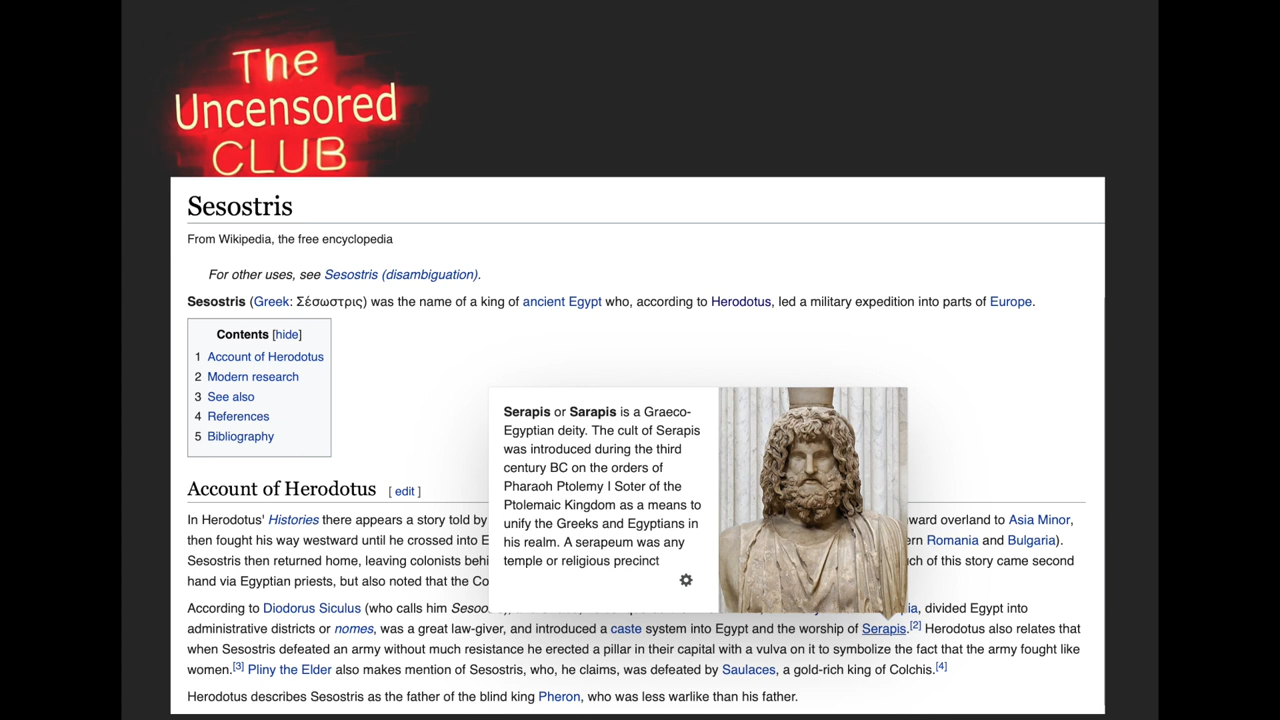 The
Uncensored
CLUB
Sesostris
From Wikipedia, the free encyclopedia
For other uses, see Sesostris (disambiguation).
Sesostris (Greek: Σέσωστρις) was the name of a king of ancient Egypt who, according to Herodotus, led a military expedition into parts of Europe.
Contents [hide]
1 Account of Herodotus
2 Modern research
3 See also
4 References
5 Bibliography
Serapis or Sarapis is a Graeco-
Egyptian deity. The cult of Serapis
was introduced during the third
century BC on the orders of
Pharaoh Ptolemy I Soter of the
Ptolemaic Kingdom as a means to
unify the Greeks and Egyptians in
his realm. A serapeum was any
temple or religious precinct
Account of Herodotus [ edit ]
In Herodotus' Histories there appears a story told by ward overland to Asia Minor,
then fought his way westward until he crossed into E ern Romania and Bulgaria).
Sesostris then returned home, leaving colonists behi ch of this story came second
hand via Egyptian priests, but also noted that the Co
According to Diodorus Siculus (who calls him Sesoo ia, divided Egypt into
administrative districts or nomes, was a great law-giver, and introduced a caste system into Egypt and the worship of Serapis.[2] Herodotus also relates that
when Sesostris defeated an army without much resistance he erected a pillar in their capital with a vulva on it to symbolize the fact that the army fought like
women.[3] Pliny the Elder also makes mention of Sesostris, who, he claims, was defeated by Saulaces, a gold-rich king of Colchis.[4]
Herodotus describes Sesostris as the father of the blind king Pheron, who was less warlike than his father.